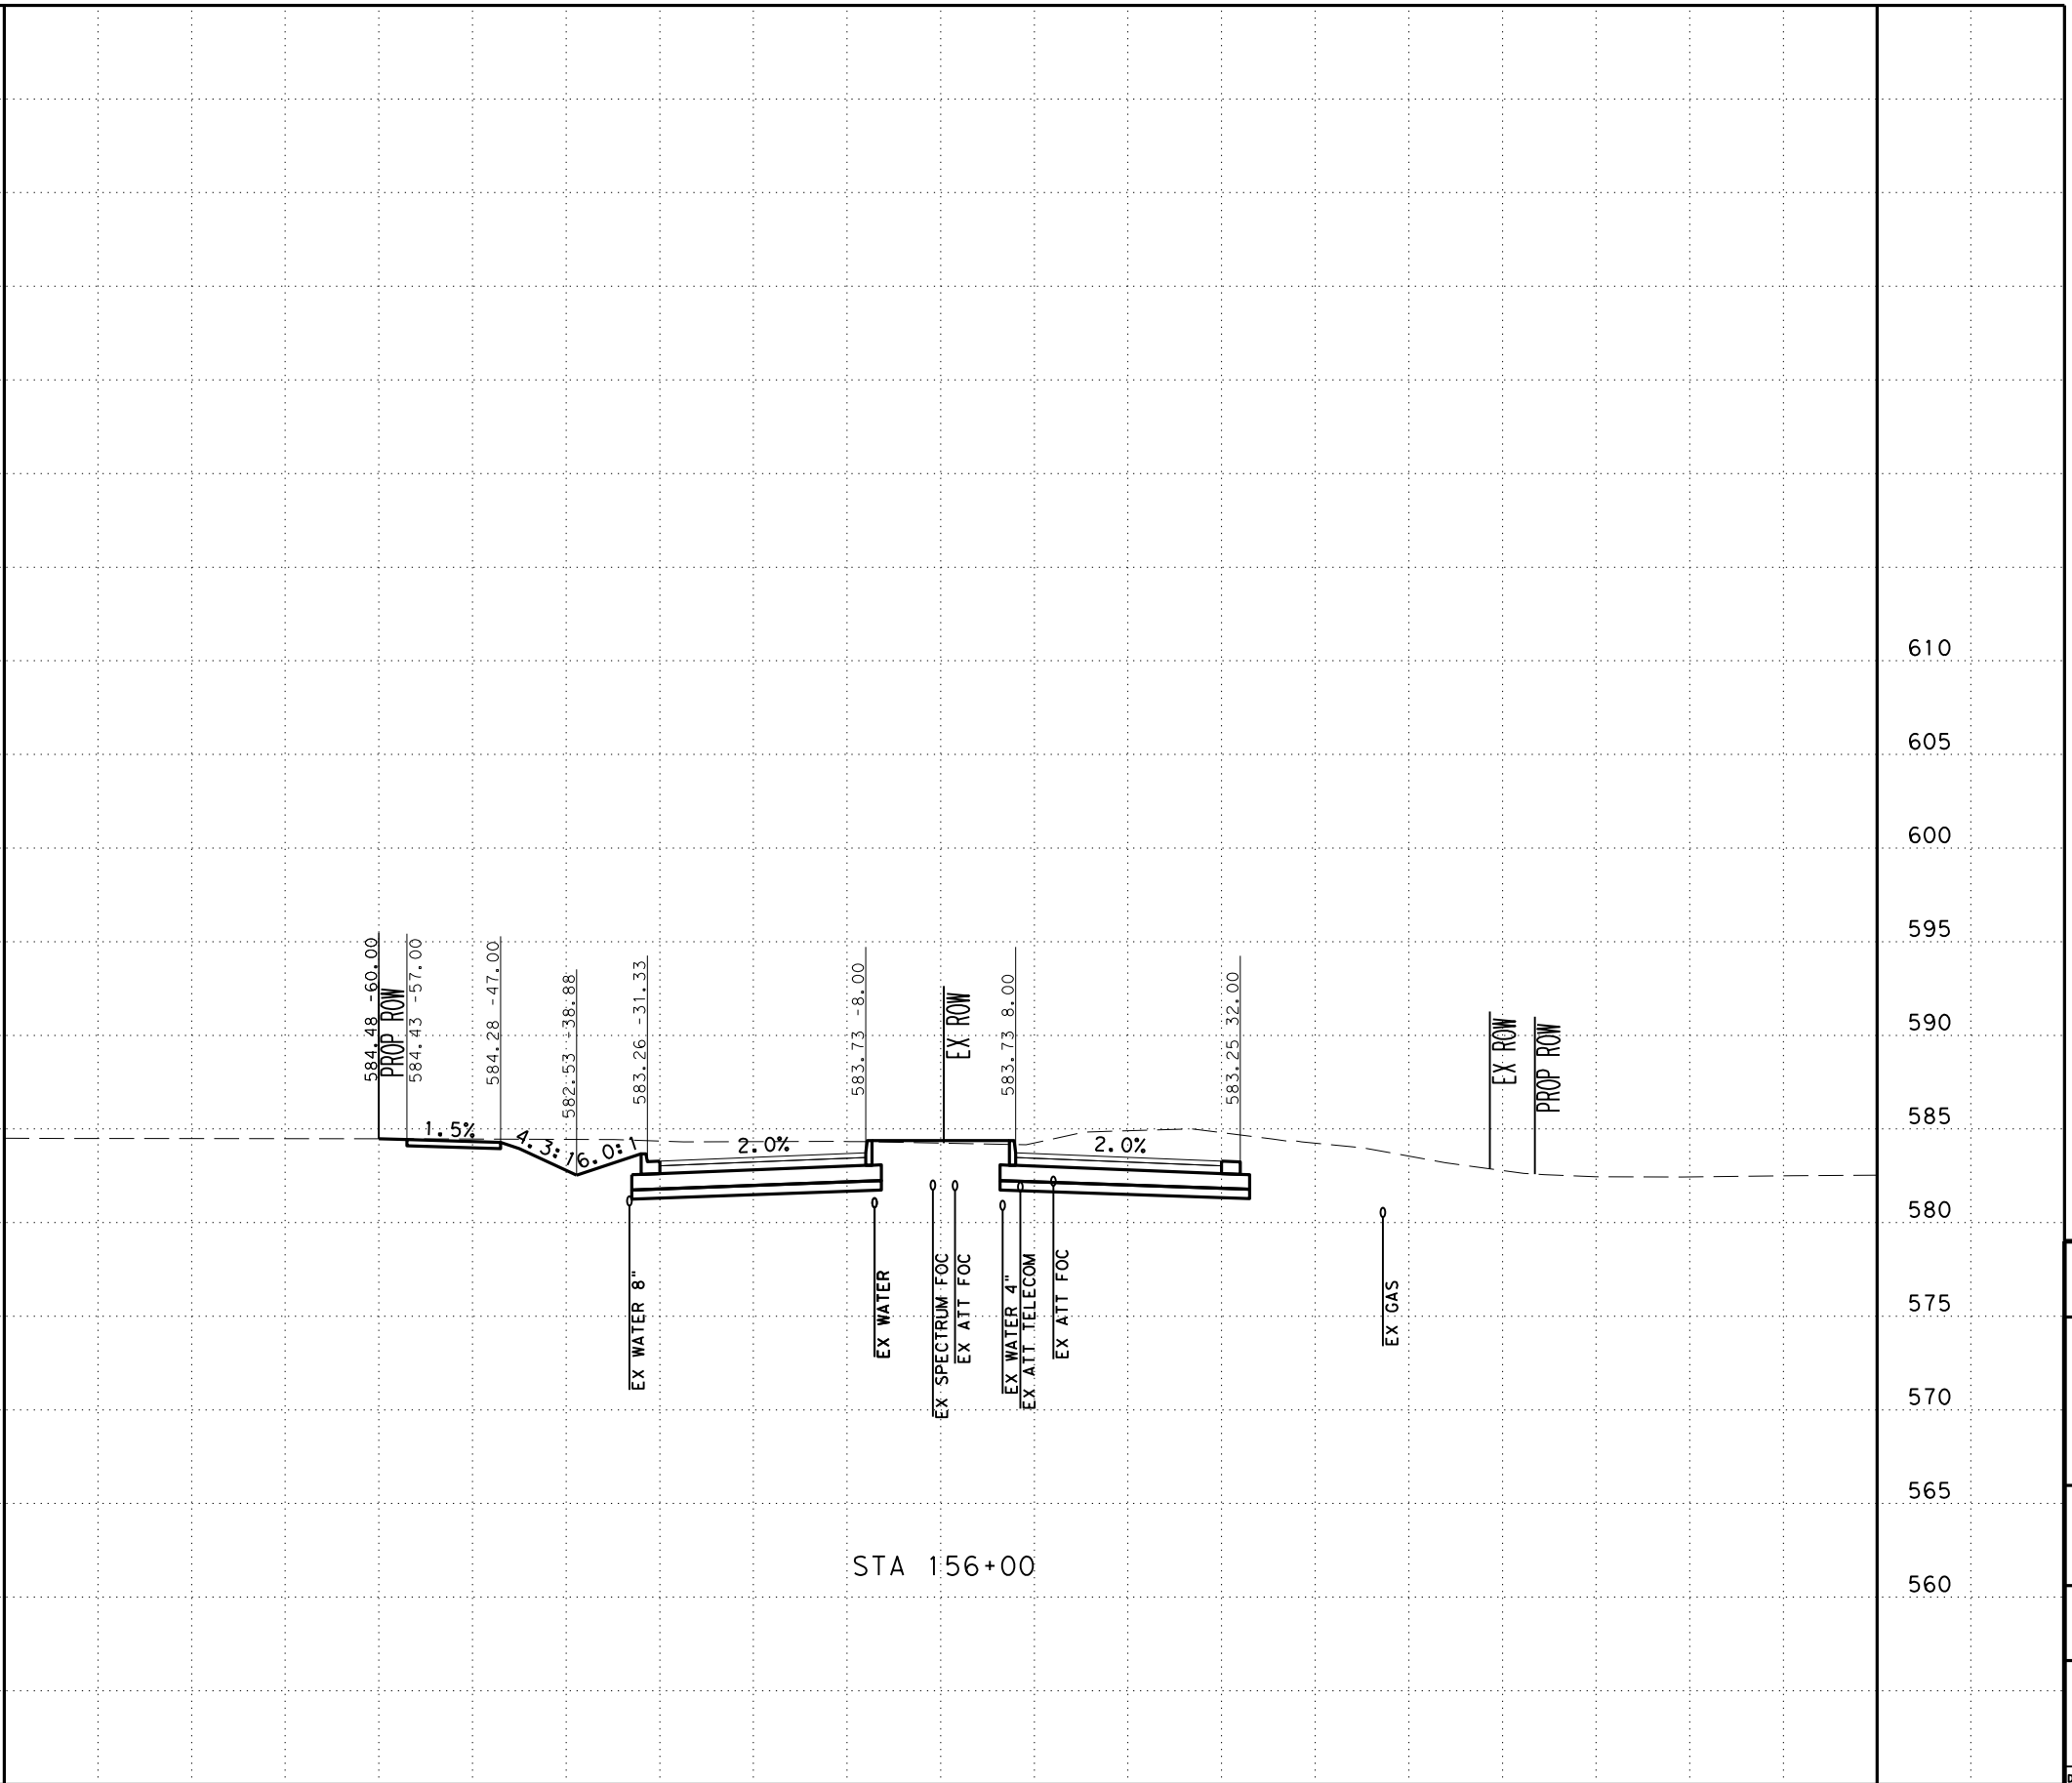 610
605
600
595
590
585
580
575
570
565
560
584.48 -60.00
PROP ROW
584.43 -57.00
584.28 -47.00
582.53 -38.88
583.26 -31.33
583.73 -8.00
EX ROW
583.73 8.00
583.25 32.00
EX ROW
PROP ROW
1.5%
4.3:1
6.0:1
2.0%
2.0%
EX WATER 8"
EX WATER
EX SPECTRUM FOC
EX ATT FOC
EX WATER 4"
EX ATT TELECOM
EX ATT FOC
EX GAS
STA 156+00